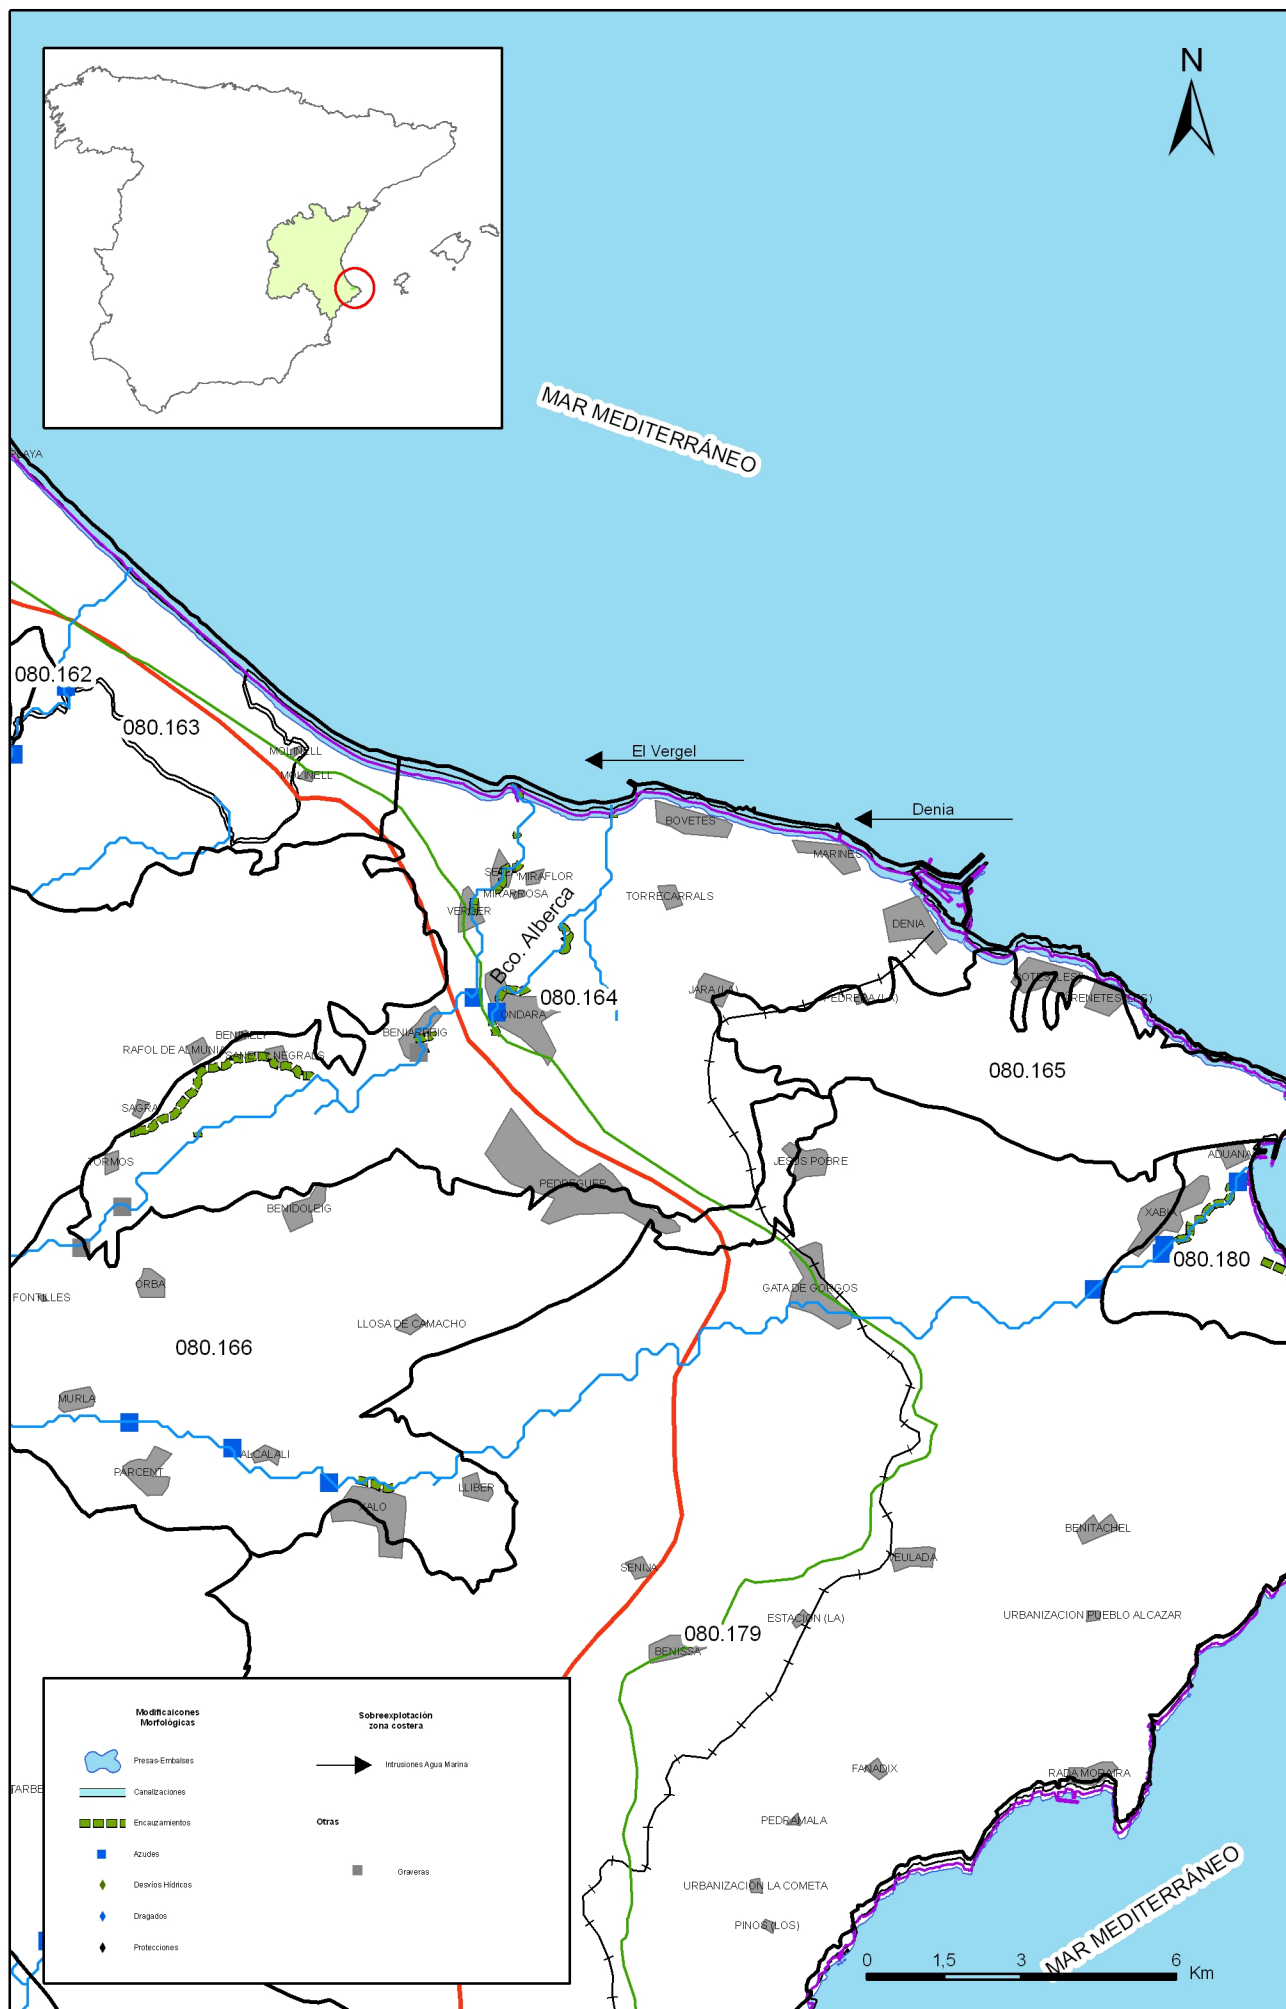 N
MAR MEDITERRÁNEO
PLAYA
080.162
080.163
MOLINELL
MOLINELL
El Vergel
Denia
BOVETES
MARINES
MIRAFLOR
MIRARROSA
TORRECARRALS
VERGER
DENIA
Bco. Alberca
JARA (LA)
PEDRERA (LA)
080.164
ONDARA
BENIARBEIG
RAFOL DE ALMUNIA
SAGRA
080.165
TORMOS
JESUS POBRE
ADUANA
PEDREGUER
BENIDOLEIG
XABIA
080.180
ORBA
FONTILLES
GATA DE GORGOS
LLOSA DE CAMACHO
080.166
MURLA
ALCALALI
PARCENT
LLIBER
XALO
BENITACHEL
SENIJA
TEULADA
ESTACION (LA)
URBANIZACION PUEBLO ALCAZAR
080.179
BENISSA
FANADIX
RADA MORAIRA
PEDRAMALA
URBANIZACION LA COMETA
PINOS (LOS)
MAR MEDITERRÁNEO
0 1,5 3 6
Km
TARBE
Modificaicones
Morfológicas
Presas-Embalses
Canalizaciones
Encauzamientos
Azudes
Desvíos Hídricos
Dragados
Protecciones
Sobreexplotación
zona costera
Intrusiones Agua Marina
Otras
Graveras